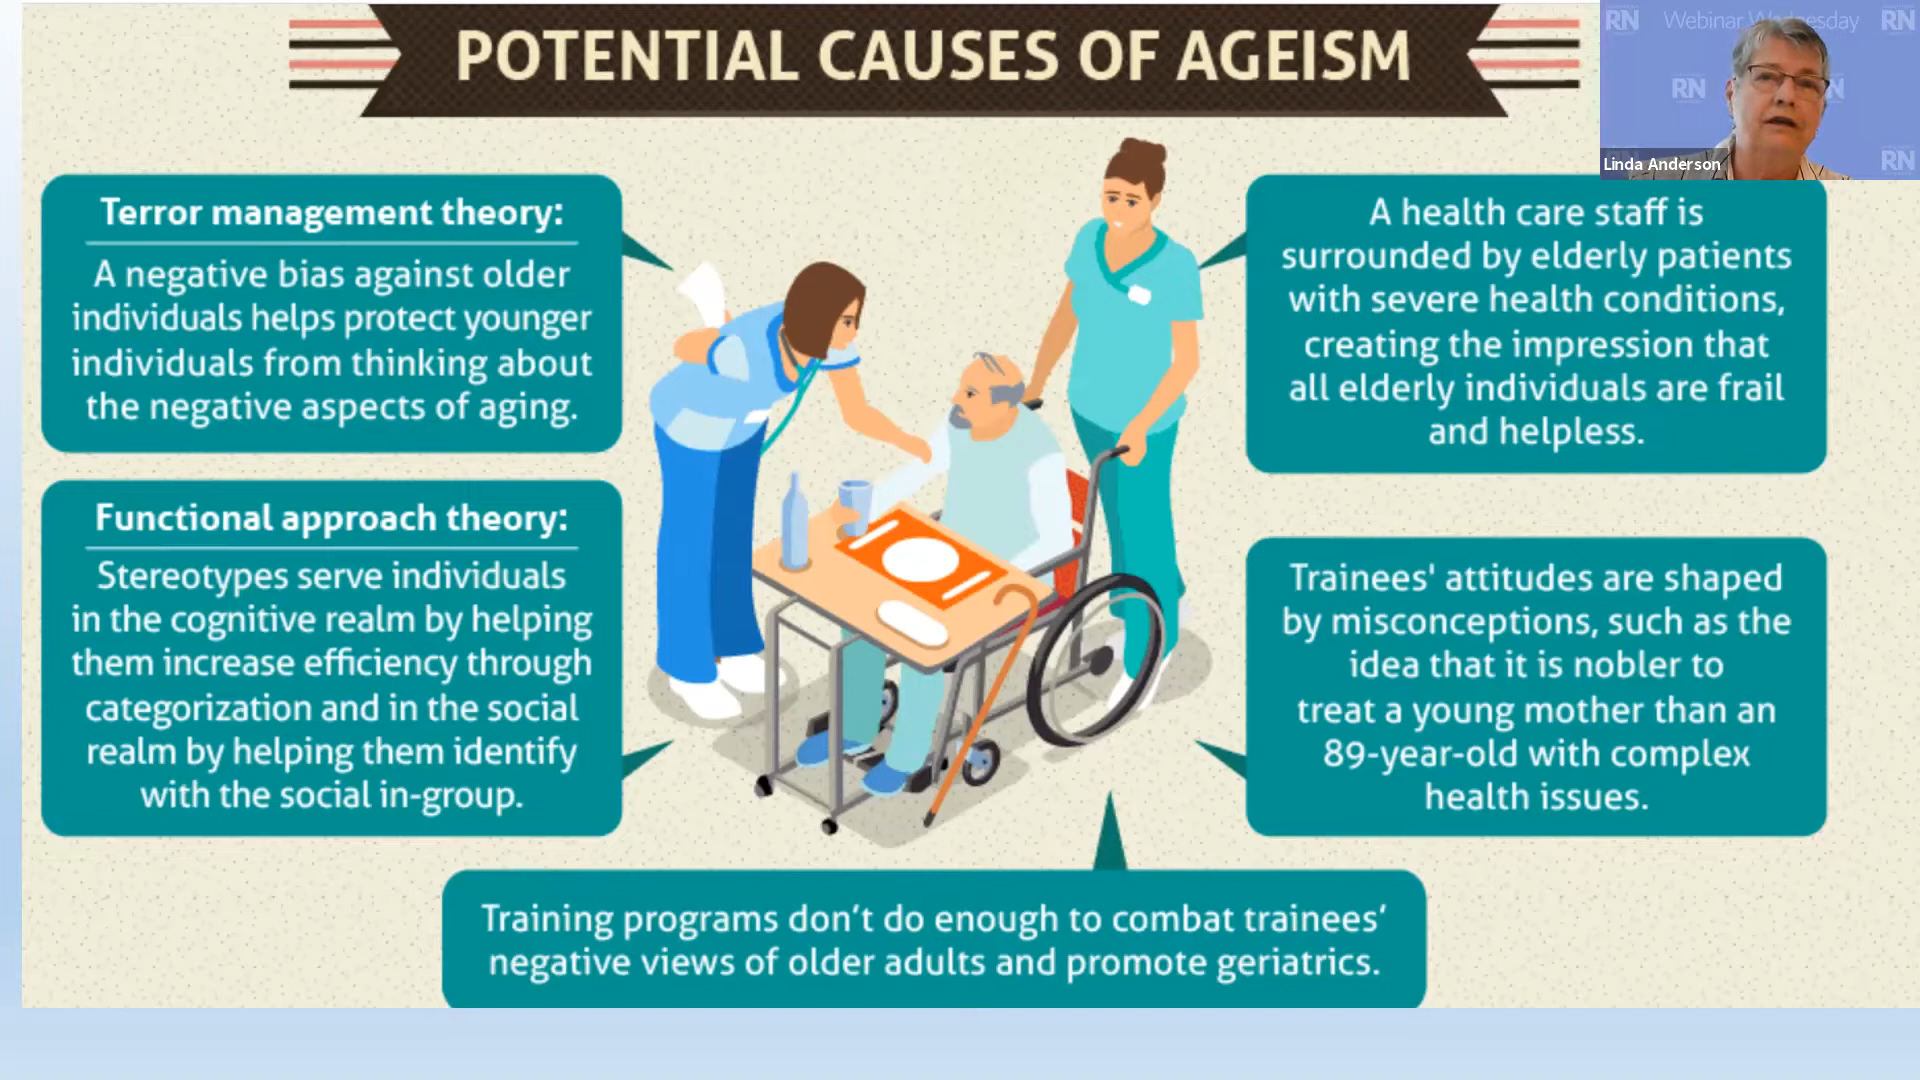 POTENTIAL CAUSES OF AGEISM
RN Webinar Wednesday RN
RN N
Linda Anderson RN
Terror management theory:
A negative bias against older
individuals helps protect younger
individuals from thinking about
the negative aspects of aging.
Functional approach theory:
Stereotypes serve individuals
in the cognitive realm by helping
them increase efficiency through
categorization and in the social
realm by helping them identify
with the social in-group.
A health care staff is
surrounded by elderly patients
with severe health conditions,
creating the impression that
all elderly individuals are frail
and helpless.
Trainees' attitudes are shaped
by misconceptions, such as the
idea that it is nobler to
treat a young mother than an
89-year-old with complex
health issues.
Training programs don’t do enough to combat trainees’
negative views of older adults and promote geriatrics.